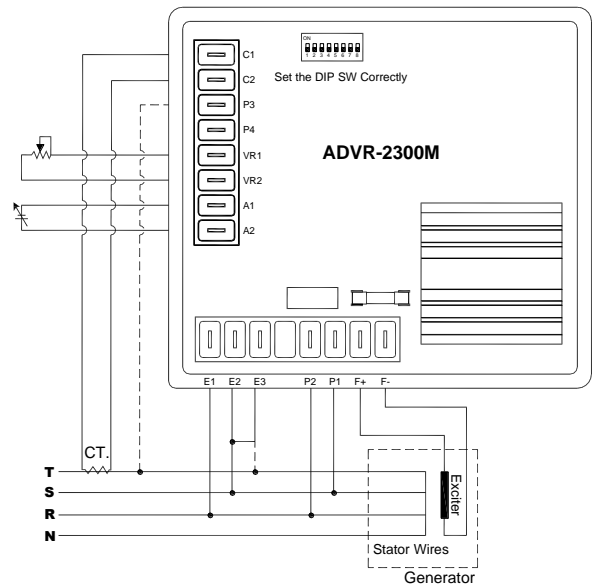 ON
1 2 3 4 5 6 7 8
Set the DIP SW Correctly
C1
C2
P3
P4
VR1
VR2
A1
A2
ADVR-2300M
E1 E2 E3 P2 P1 F+ F-
CT.
T
S
R
N
Exciter
Stator Wires
Generator